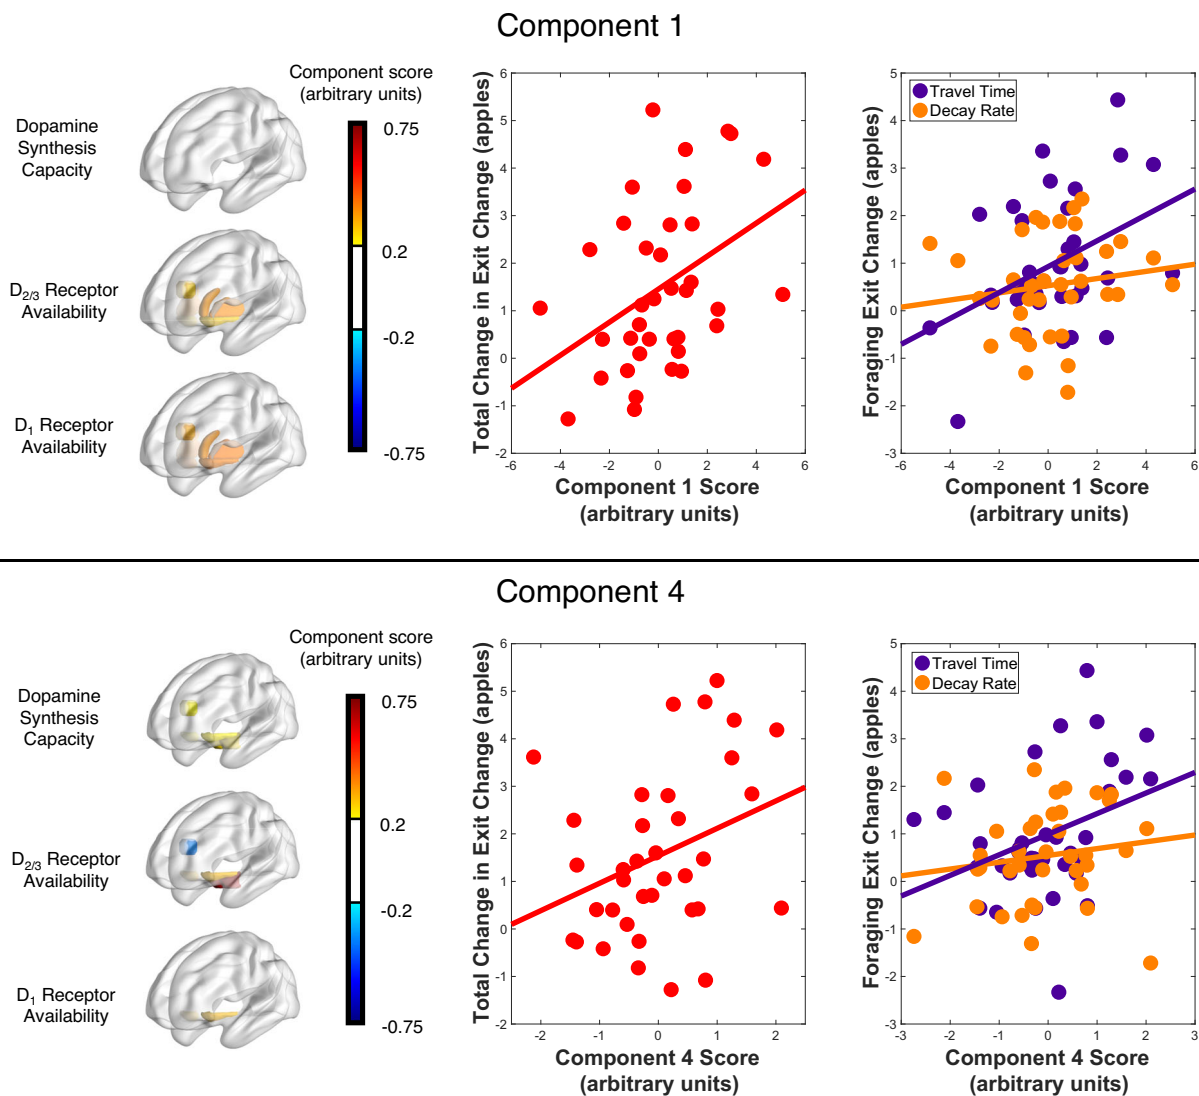 Component 1
Component score
(arbitrary units)
Dopamine
Synthesis
Capacity
D2/3 Receptor
Availability
D1 Receptor
Availability
0.75
0.2
-0.2
-0.75
Total Change in Exit Change (apples)
6
5
4
3
2
1
0
-1
-2
-6
-4
-2
0
2
4
6
Component 1 Score
(arbitrary units)
Foraging Exit Change (apples)
Travel Time
Decay Rate
5
4
3
2
1
0
-1
-2
-3
-6
-4
-2
0
2
4
6
Component 1 Score
(arbitrary units)
Component 4
Component score
(arbitrary units)
Dopamine
Synthesis
Capacity
D2/3 Receptor
Availability
D1 Receptor
Availability
0.75
0.2
-0.2
-0.75
Total Change in Exit Change (apples)
6
5
4
3
2
1
0
-1
-2
-2
-1
0
1
2
Component 4 Score
(arbitrary units)
Foraging Exit Change (apples)
Travel Time
Decay Rate
5
4
3
2
1
0
-1
-2
-3
-3
-2
-1
0
1
2
3
Component 4 Score
(arbitrary units)